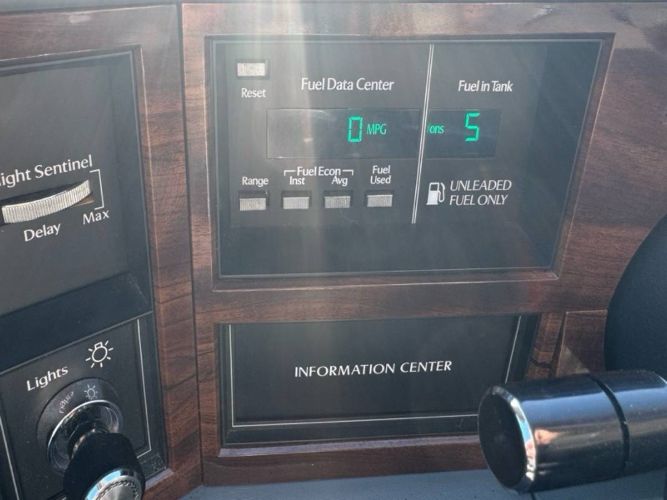 Fuel Data Center
Fuel in Tank
Reset
0 MPG
ons 5
Range
Fuel Econ
Inst Avg
Fuel
Used
UNLEADED
FUEL ONLY
ight Sentinel
Delay
Max
INFORMATION CENTER
Lights